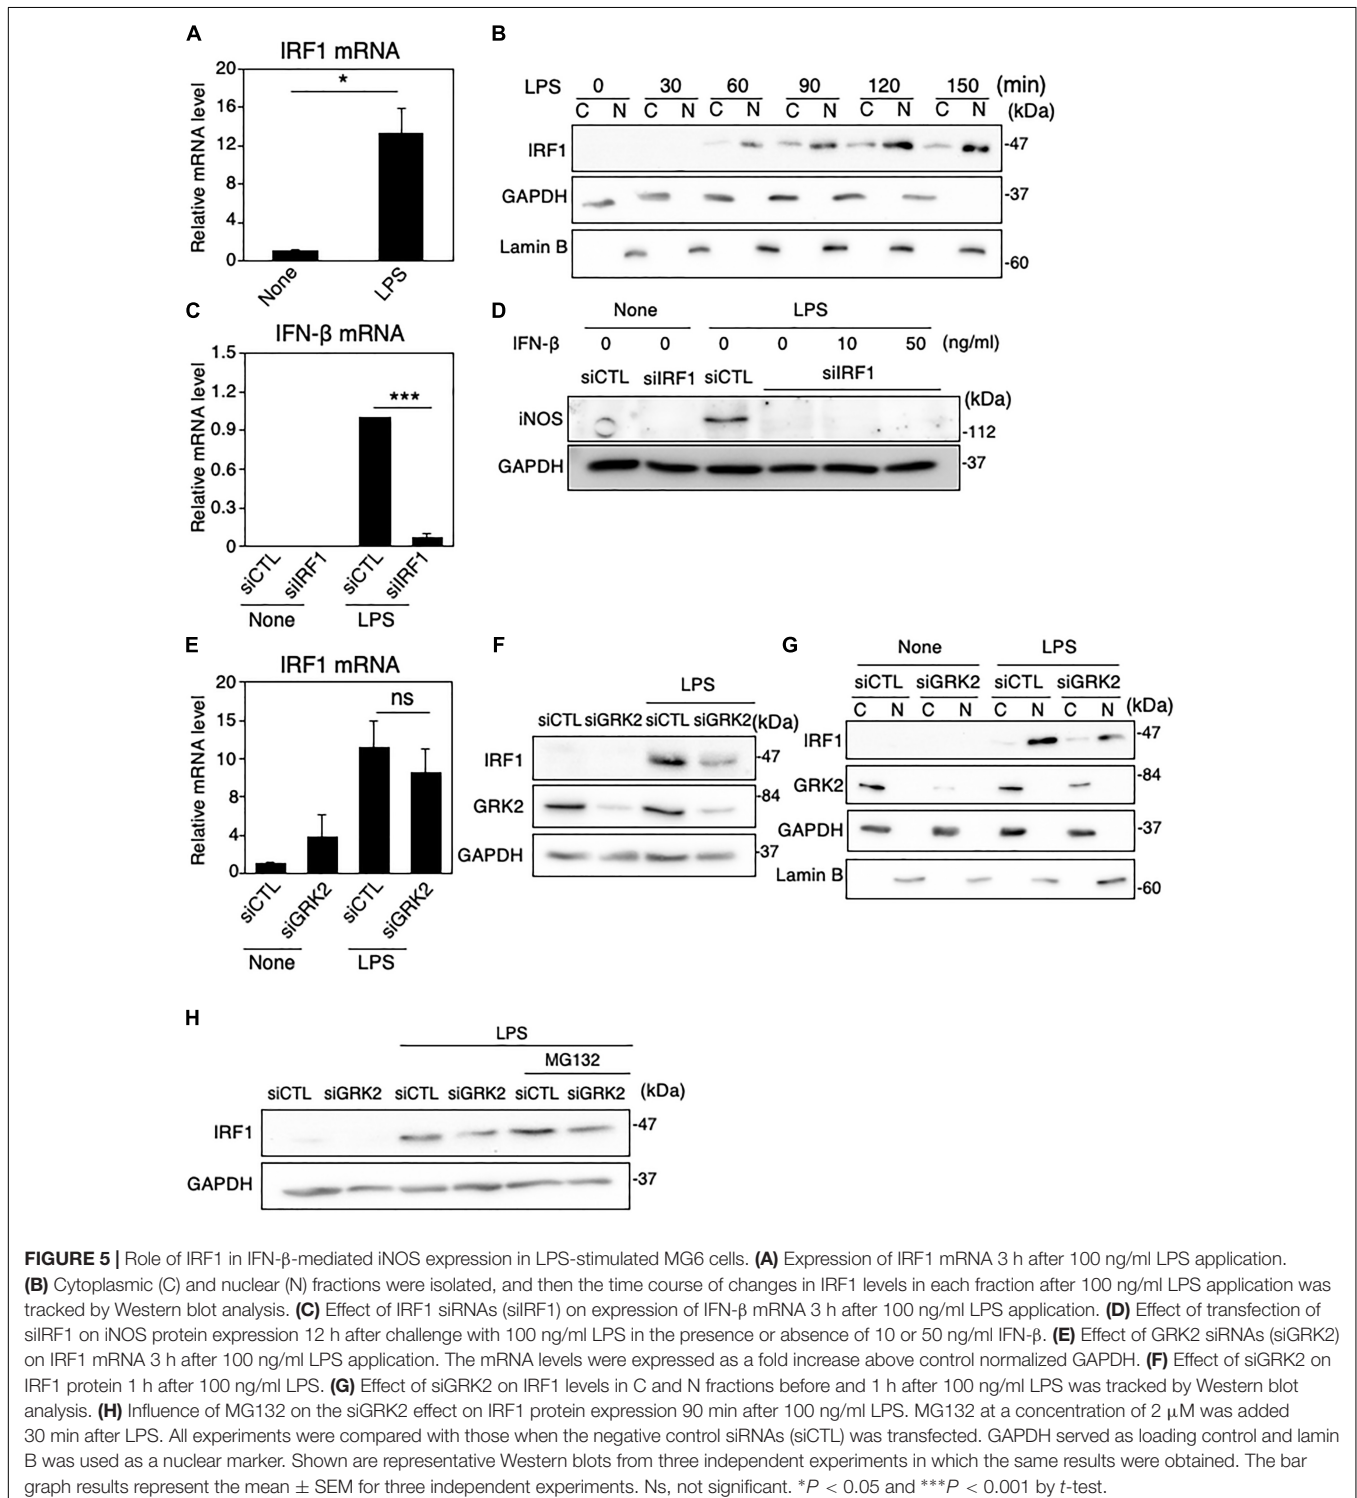 A
IRF1 mRNA
Relative mRNA level
20
16
12
8
4
0
*
None
LPS
B
LPS 0 30 60 90 120 150 (min)
C N C N C N C N C N C N (kDa)
IRF1 -47
GAPDH -37
Lamin B -60
C
IFN-β mRNA
Relative mRNA level
1.5
1.2
0.9
0.6
0.3
0
***
siCTL siIRF1 siCTL siIRF1
None LPS
D
None LPS
IFN-β 0 0 0 0 10 50 (ng/ml)
siCTL siIRF1 siCTL siIRF1
(kDa)
iNOS -112
GAPDH -37
E
IRF1 mRNA
Relative mRNA level
20
15
10
8
4
0
ns
siCTL siGRK2 siCTL siGRK2
None LPS
F
LPS
siCTL siGRK2 siCTL siGRK2 (kDa)
IRF1 -47
GRK2 -84
GAPDH -37
G
None LPS
siCTL siGRK2 siCTL siGRK2
C N C N C N C N (kDa)
IRF1 -47
GRK2 -84
GAPDH -37
Lamin B -60
H
LPS
MG132
siCTL siGRK2 siCTL siGRK2 siCTL siGRK2 (kDa)
IRF1 -47
GAPDH -37
FIGURE 5 | Role of IRF1 in IFN-β-mediated iNOS expression in LPS-stimulated MG6 cells. (A) Expression of IRF1 mRNA 3 h after 100 ng/ml LPS application.
(B) Cytoplasmic (C) and nuclear (N) fractions were isolated, and then the time course of changes in IRF1 levels in each fraction after 100 ng/ml LPS application was
tracked by Western blot analysis. (C) Effect of IRF1 siRNAs (siIRF1) on expression of IFN-β mRNA 3 h after 100 ng/ml LPS application. (D) Effect of transfection of
siIRF1 on iNOS protein expression 12 h after challenge with 100 ng/ml LPS in the presence or absence of 10 or 50 ng/ml IFN-β. (E) Effect of GRK2 siRNAs (siGRK2)
on IRF1 mRNA 3 h after 100 ng/ml LPS application. The mRNA levels were expressed as a fold increase above control normalized GAPDH. (F) Effect of siGRK2 on
IRF1 protein 1 h after 100 ng/ml LPS. (G) Effect of siGRK2 on IRF1 levels in C and N fractions before and 1 h after 100 ng/ml LPS was tracked by Western blot
analysis. (H) Influence of MG132 on the siGRK2 effect on IRF1 protein expression 90 min after 100 ng/ml LPS. MG132 at a concentration of 2 μM was added
30 min after LPS. All experiments were compared with those when the negative control siRNAs (siCTL) was transfected. GAPDH served as loading control and lamin
B was used as a nuclear marker. Shown are representative Western blots from three independent experiments in which the same results were obtained. The bar
graph results represent the mean ± SEM for three independent experiments. Ns, not significant. *P < 0.05 and ***P < 0.001 by t-test.